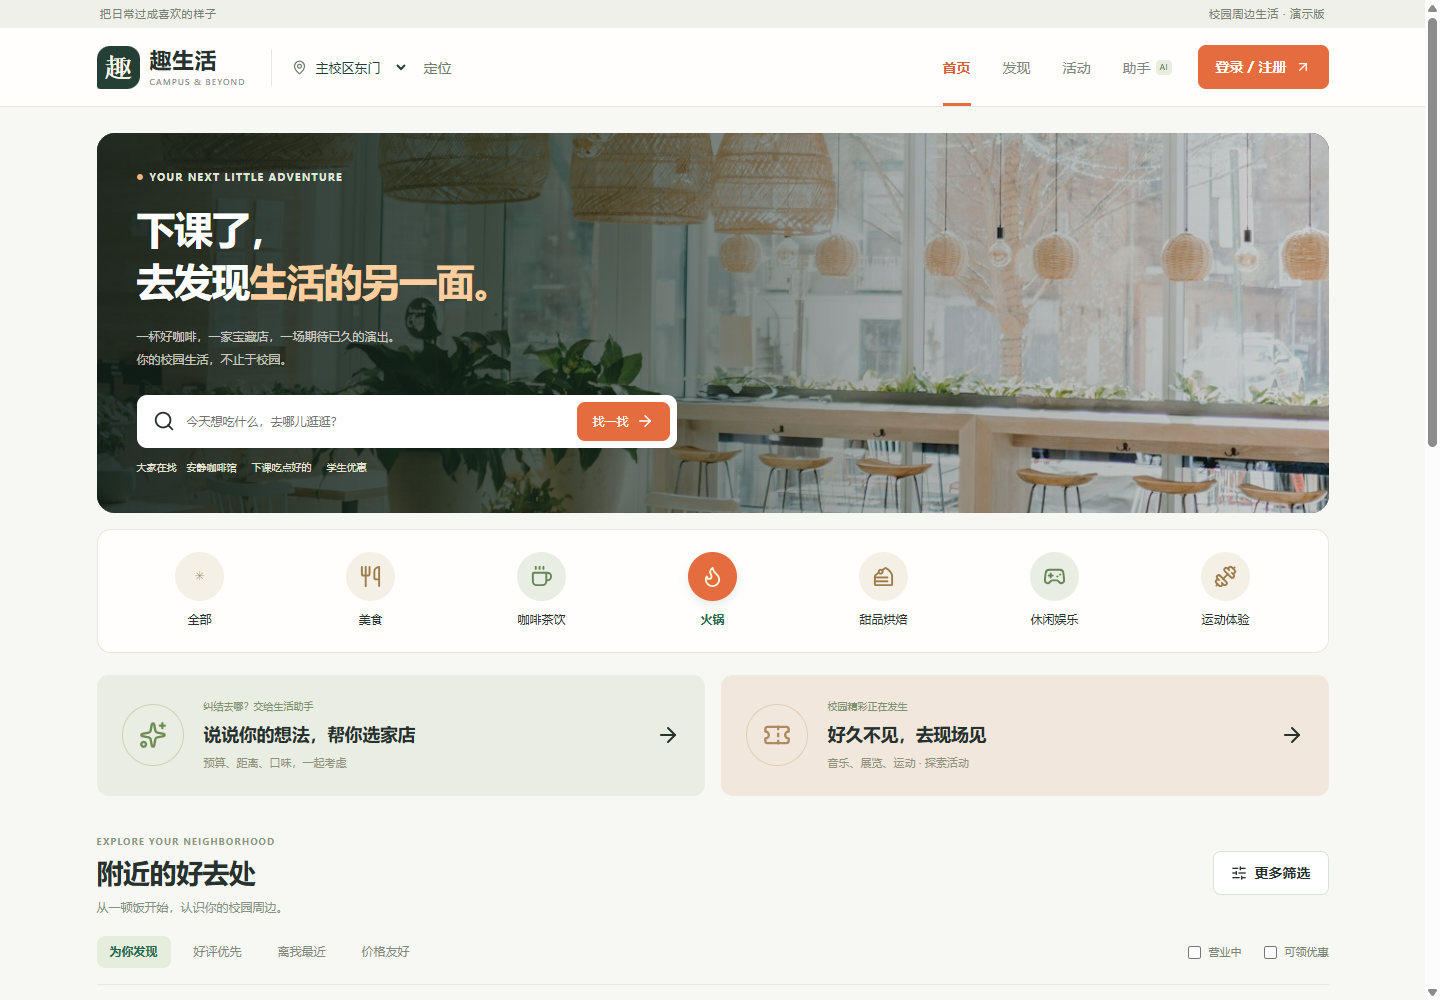 把日常过成喜欢的样子
校园周边生活 · 演示版
趣 趣生活
CAMPUS & BEYOND
主校区东门
定位
首页
发现
活动
助手 AI
登录 / 注册
YOUR NEXT LITTLE ADVENTURE
下课了，
去发现生活的另一面。
一杯好咖啡，一家宝藏店，一场期待已久的演出。
你的校园生活，不止于校园。
今天想吃什么，去哪儿逛逛？
找一找
大家在找 安静咖啡馆 下课吃点好的 学生优惠
全部
美食
咖啡茶饮
火锅
甜品烘焙
休闲娱乐
运动体验
纠结去哪？交给生活助手
说说你的想法，帮你选家店
预算、距离、口味，一起考虑
校园精彩正在发生
好久不见，去现场见
音乐、展览、运动 · 探索活动
EXPLORE YOUR NEIGHBORHOOD
附近的好去处
从一顿饭开始，认识你的校园周边。
更多筛选
为你发现
好评优先
离我最近
价格友好
营业中
可领优惠